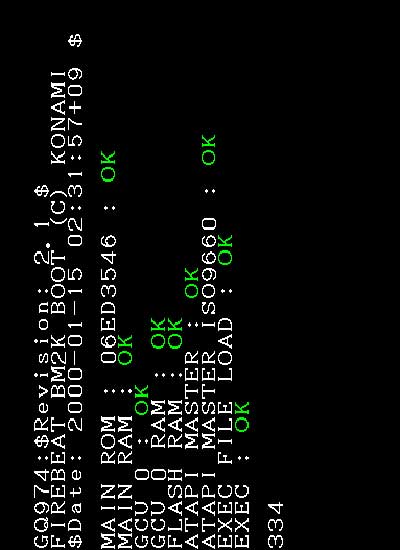 GQ974:$Revision: 2.1 $
FIREBEAT BM2K BOOT (C) KONAMI
$Date: 2000-01-15 02:31:57+09 $
MAIN ROM : 06ED3546 : OK
MAIN RAM : OK
GCU 0 : OK
GCU 0 RAM : OK
FLASH RAM : OK
ATAPI MASTER : OK
ATAPI MASTER ISO9660 : OK
EXEC FILE LOAD : OK
EXEC : OK
334